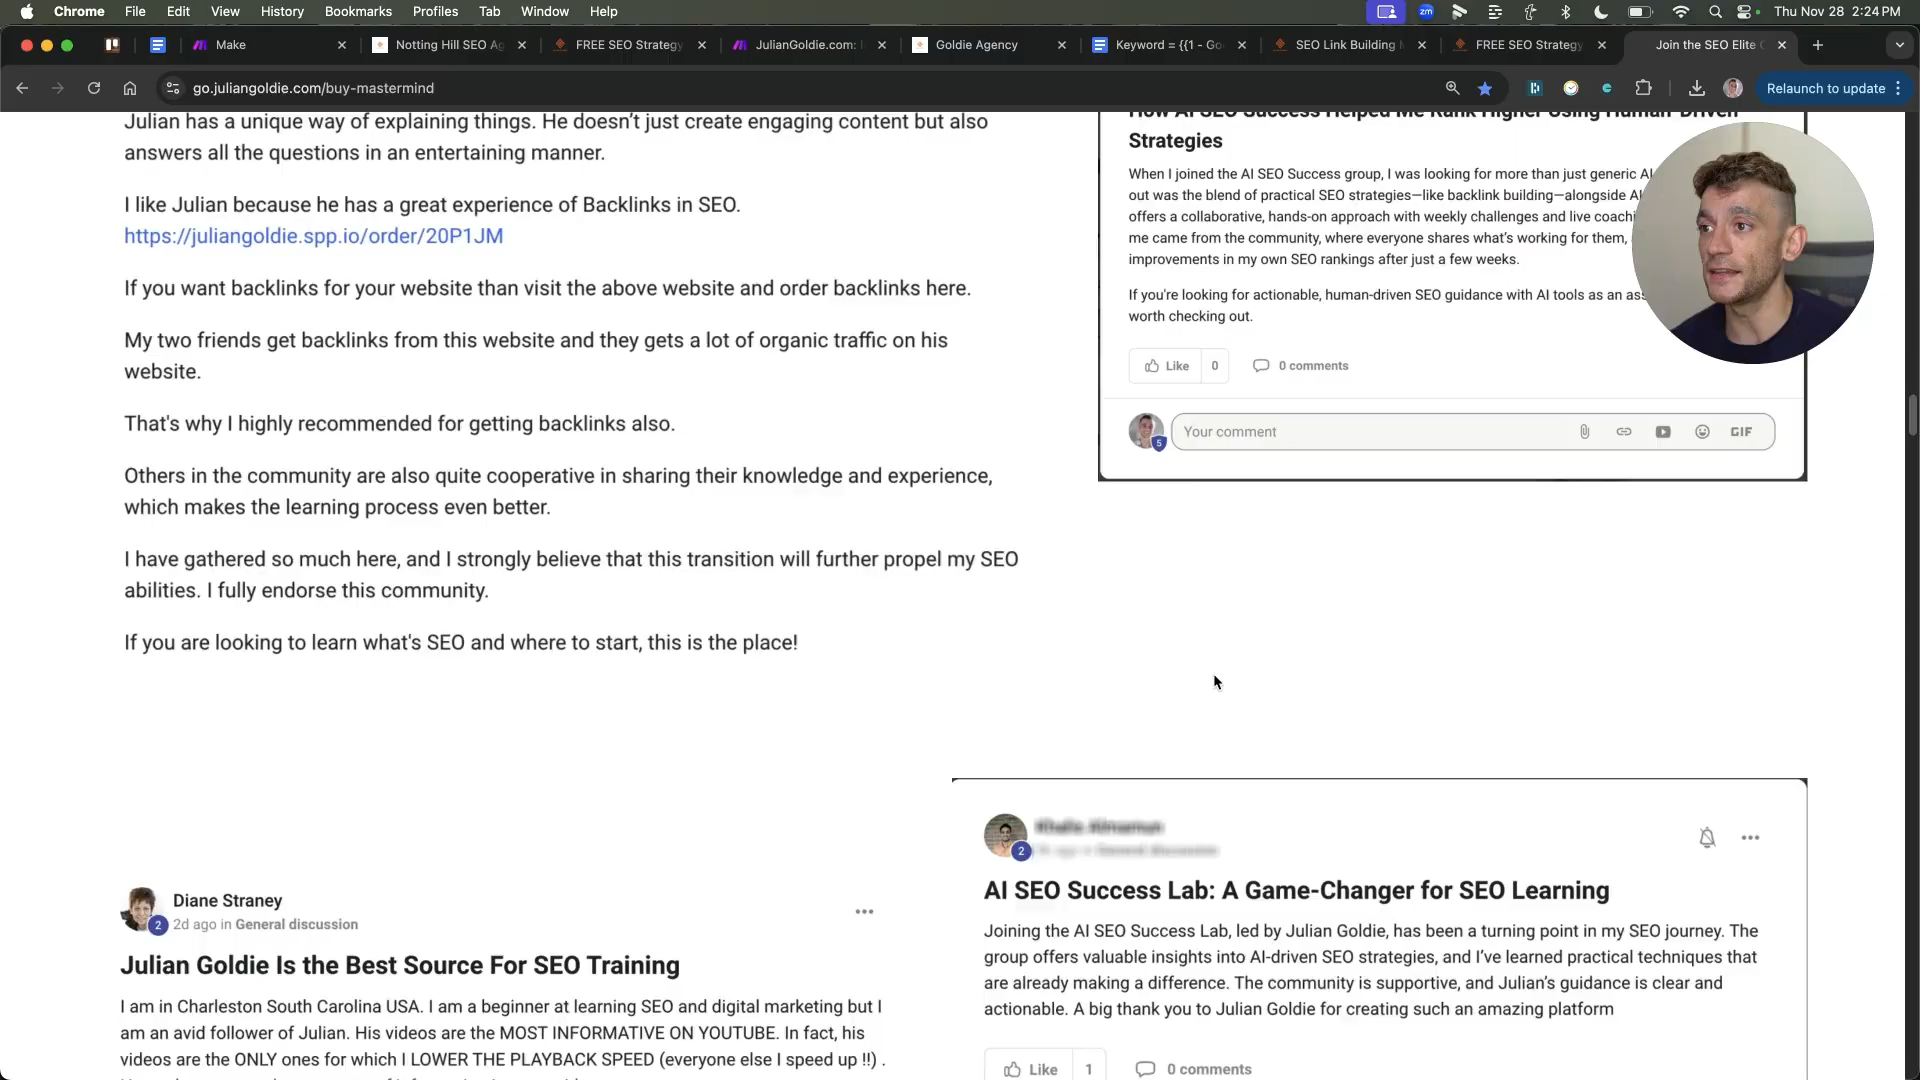 Chrome File Edit View History Bookmarks Profiles Tab Window Help
zm
Thu Nov 28 2:24 PM
Make
Notting Hill SEO Ag
FREE SEO Strategy
JulianGoldie.com:
Goldie Agency
Keyword = {{1 - Go
SEO Link Building
FREE SEO Strategy
Join the SEO Elite
go.juliangoldie.com/buy-mastermind
Relaunch to update
Julian has a unique way of explaining things. He doesn’t just create engaging content but also
answers all the questions in an entertaining manner.
I like Julian because he has a great experience of Backlinks in SEO.
https://juliangoldie.spp.io/order/20P1JM
If you want backlinks for your website than visit the above website and order backlinks here.
My two friends get backlinks from this website and they gets a lot of organic traffic on his
website.
That's why I highly recommended for getting backlinks also.
Others in the community are also quite cooperative in sharing their knowledge and experience,
which makes the learning process even better.
I have gathered so much here, and I strongly believe that this transition will further propel my SEO
abilities. I fully endorse this community.
If you are looking to learn what's SEO and where to start, this is the place!
How AI SEO Success Helped Me Rank Higher Using Human-Driven
Strategies
When I joined the AI SEO Success group, I was looking for more than just generic AI
out was the blend of practical SEO strategies—like backlink building—alongside AI
offers a collaborative, hands-on approach with weekly challenges and live coachi
me came from the community, where everyone shares what’s working for them,
improvements in my own SEO rankings after just a few weeks.
If you're looking for actionable, human-driven SEO guidance with AI tools as an ass
worth checking out.
Like 0 0 comments
5
Your comment
GIF
2
Diane Straney
2d ago in General discussion
Julian Goldie Is the Best Source For SEO Training
I am in Charleston South Carolina USA. I am a beginner at learning SEO and digital marketing but I
am an avid follower of Julian. His videos are the MOST INFORMATIVE ON YOUTUBE. In fact, his
videos are the ONLY ones for which I LOWER THE PLAYBACK SPEED (everyone else I speed up !!) .
2
AI SEO Success Lab: A Game-Changer for SEO Learning
Joining the AI SEO Success Lab, led by Julian Goldie, has been a turning point in my SEO journey. The
group offers valuable insights into AI-driven SEO strategies, and I’ve learned practical techniques that
are already making a difference. The community is supportive, and Julian’s guidance is clear and
actionable. A big thank you to Julian Goldie for creating such an amazing platform
Like 1 0 comments